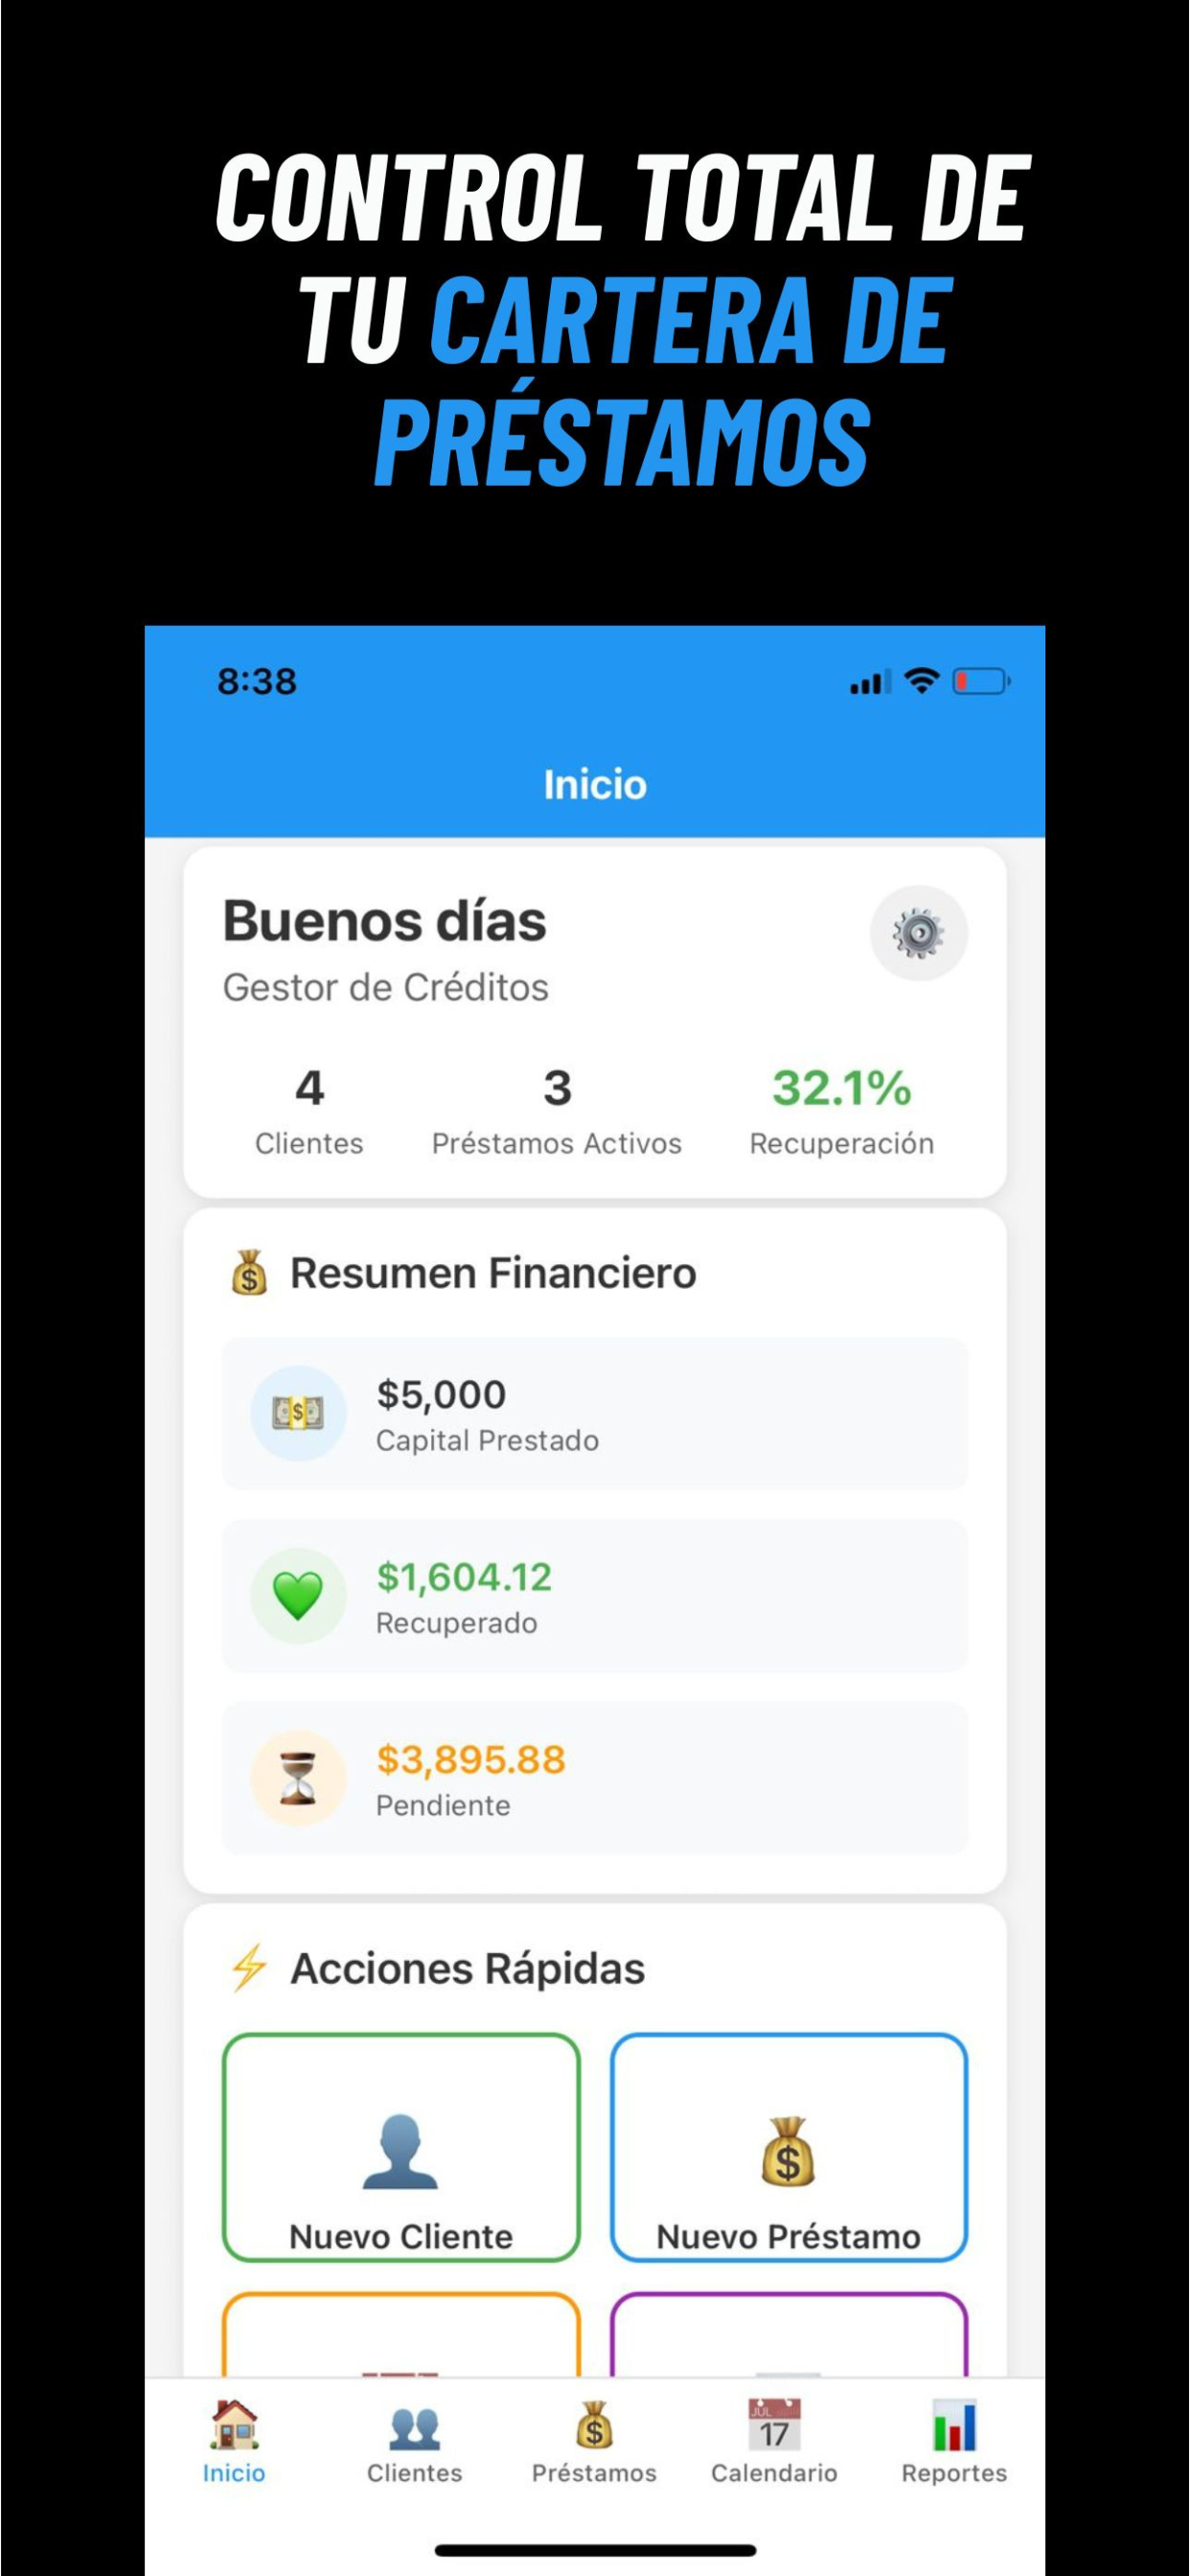 CONTROL TOTAL DE
TU CARTERA DE
PRÉSTAMOS
8:38
Inicio
Buenos días
Gestor de Créditos
4 3 32.1%
Clientes Préstamos Activos Recuperación
Resumen Financiero
$5,000
Capital Prestado
$1,604.12
Recuperado
$3,895.88
Pendiente
Acciones Rápidas
Nuevo Cliente Nuevo Préstamo
JUL
17
Inicio Clientes Préstamos Calendario Reportes